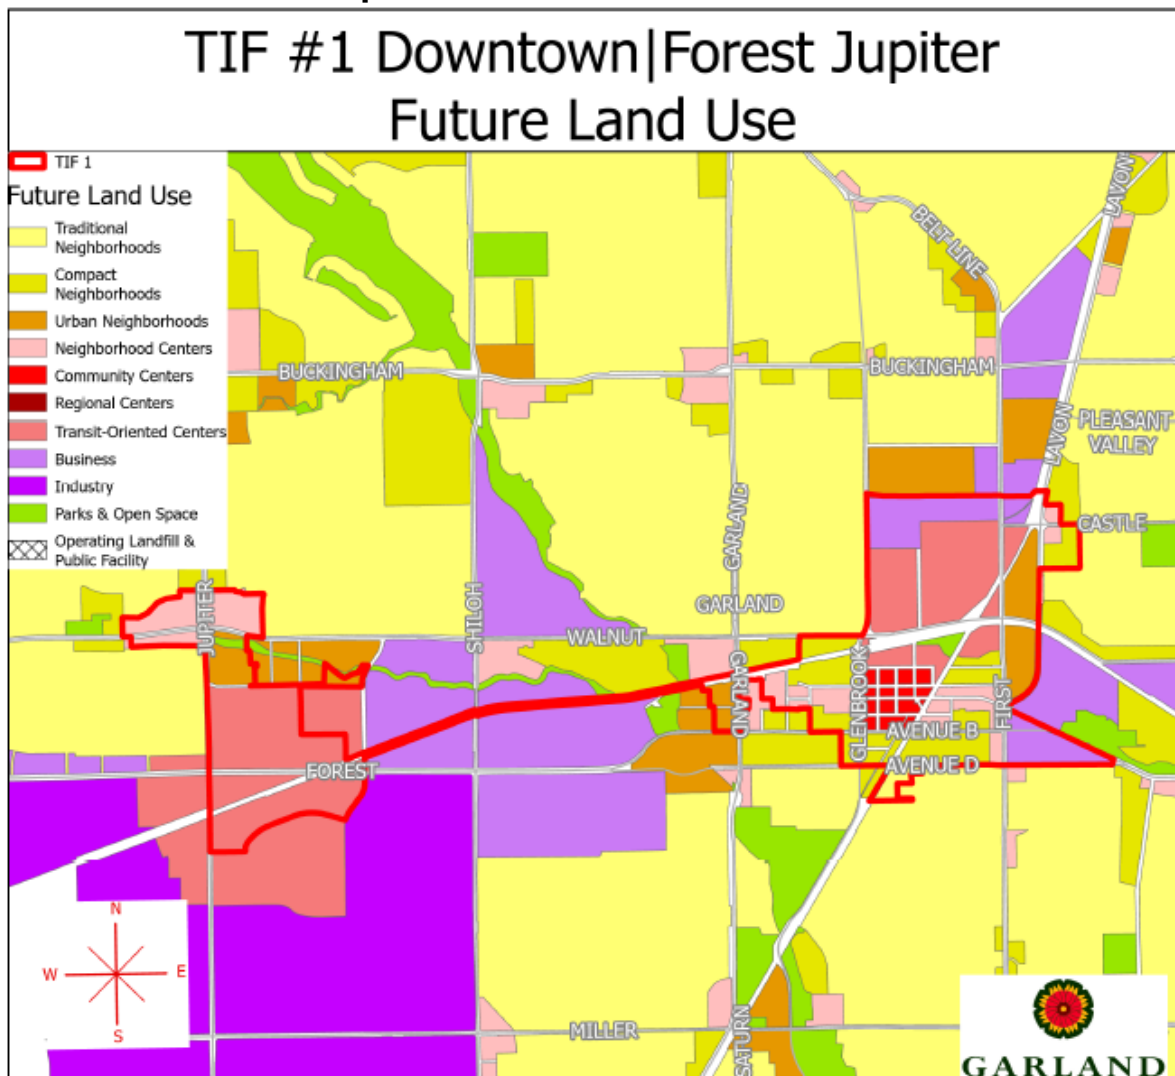 TIF #1 Downtown|Forest Jupiter
Future Land Use
TIF 1
Future Land Use
Traditional
Neighborhoods
Compact
Neighborhoods
Urban Neighborhoods
Neighborhood Centers
Community Centers
Regional Centers
Transit-Oriented Centers
Business
Industry
Parks & Open Space
Operating Landfill &
Public Facility
LAVON
BELT LINE
BUCKINGHAM
BUCKINGHAM
LAVON
PLEASANT
VALLEY
GARLAND
CASTLE
JUPITER
SHILOH
GARLAND
WALNUT
GARLAND
GLENBROOK
FIRST
AVENUE B
FOREST
AVENUE D
N
W
E
S
MILLER
SATURN
GARLAND